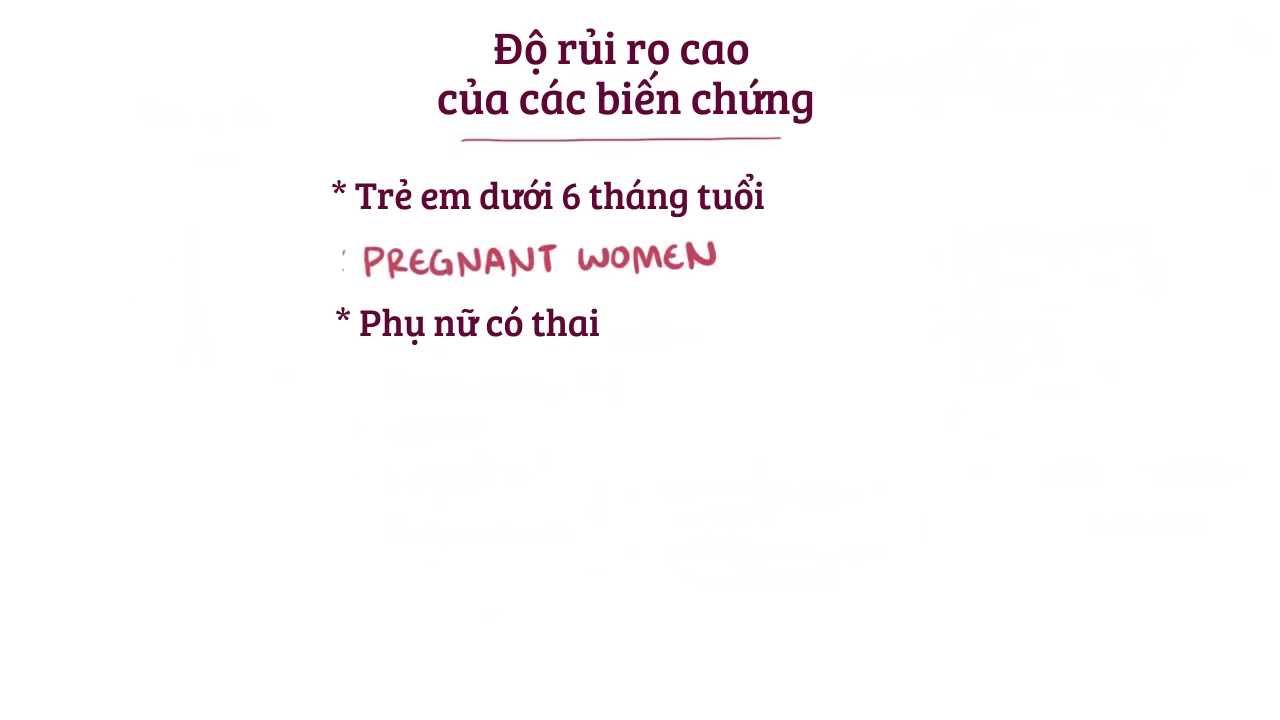 Độ rủi ro cao
của các biến chứng
* Trẻ em dưới 6 tháng tuổi
PREGNANT WOMEN
* Phụ nữ có thai